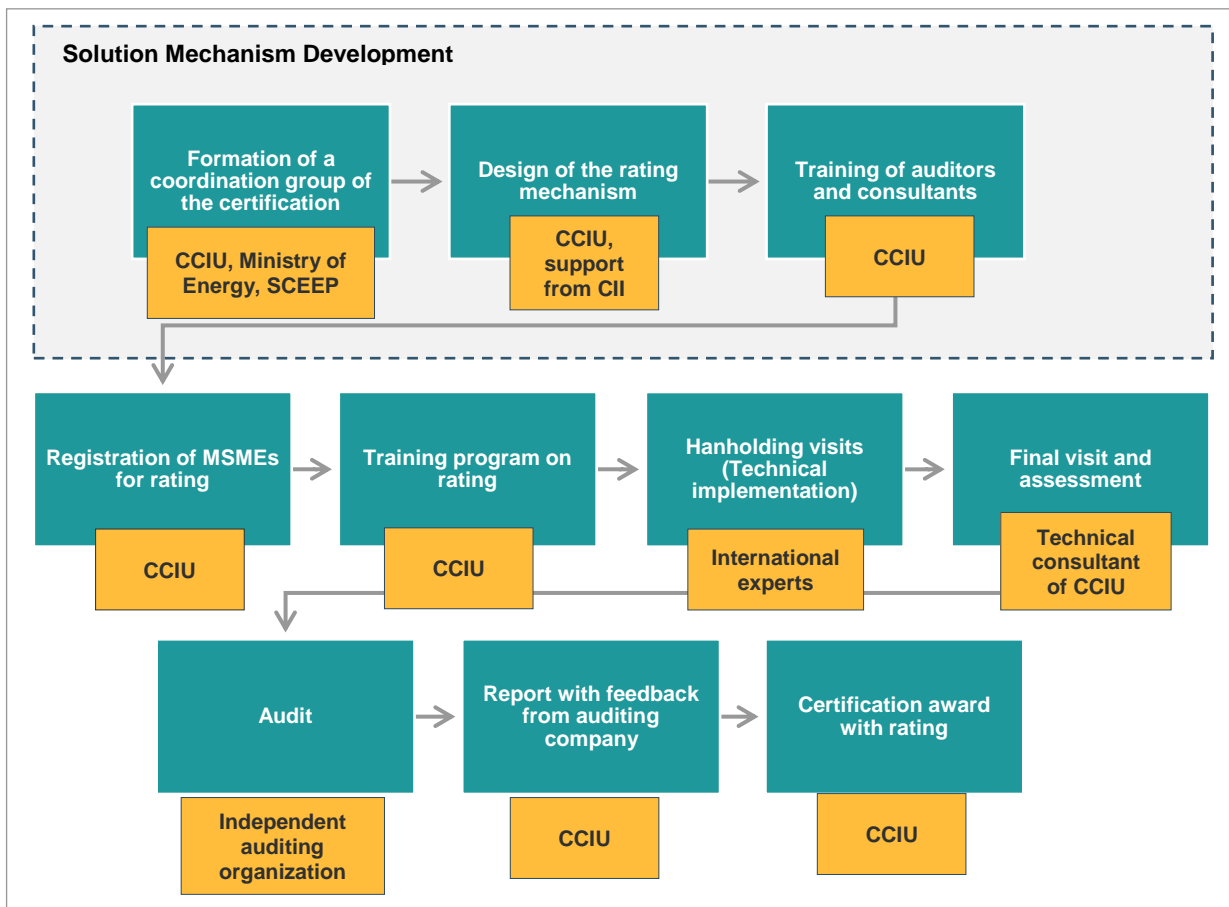 Solution Mechanism Development
Formation of a
coordination group of
the certification
CCIU, Ministry of
Energy, SCEEP
Design of the rating
mechanism
CCIU,
support
from CII
Training of auditors
and consultants
CCIU
Registration of MSMEs
for rating
CCIU
Training program on
rating
CCIU
Hanholding visits
(Technical
implementation)
International
experts
Final visit and
assessment
Technical
consultant
of CCIU
Audit
Independent
auditing
organization
Report with feedback
from auditing
company
CCIU
Certification award
with rating
CCIU